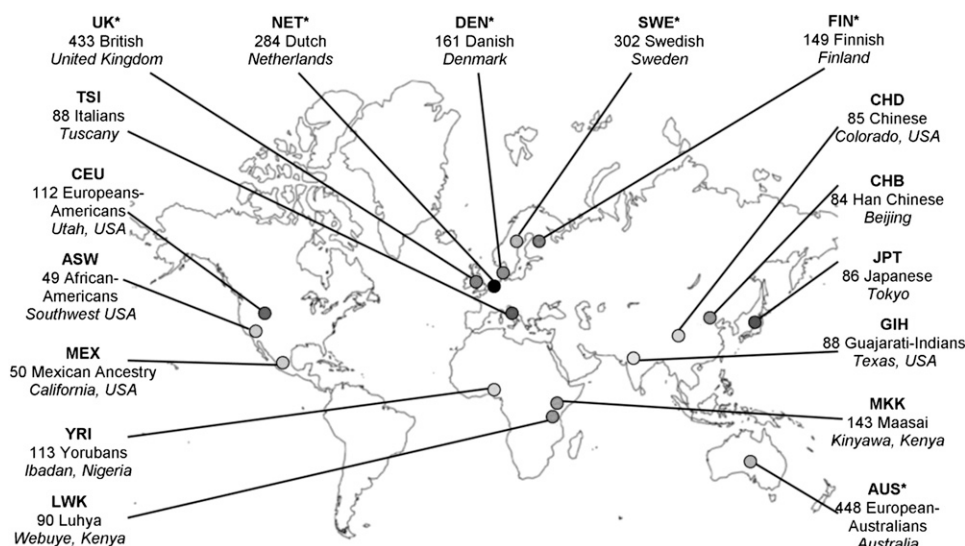 UK*
433 British
United Kingdom
NET*
284 Dutch
Netherlands
DEN*
161 Danish
Denmark
SWE*
302 Swedish
Sweden
FIN*
149 Finnish
Finland
TSI
88 Italians
Tuscany
CEU
112 Europeans-
Americans
Utah, USA
ASW
49 African-
Americans
Southwest USA
MEX
50 Mexican Ancestry
California, USA
YRI
113 Yorubans
Ibadan, Nigeria
LWK
90 Luhya
Webuye, Kenya
CHD
85 Chinese
Colorado, USA
CHB
84 Han Chinese
Beijing
JPT
86 Japanese
Tokyo
GIH
88 Guajarati-Indians
Texas, USA
MKK
143 Maasai
Kinyawa, Kenya
AUS*
448 European-
Australians
Australia